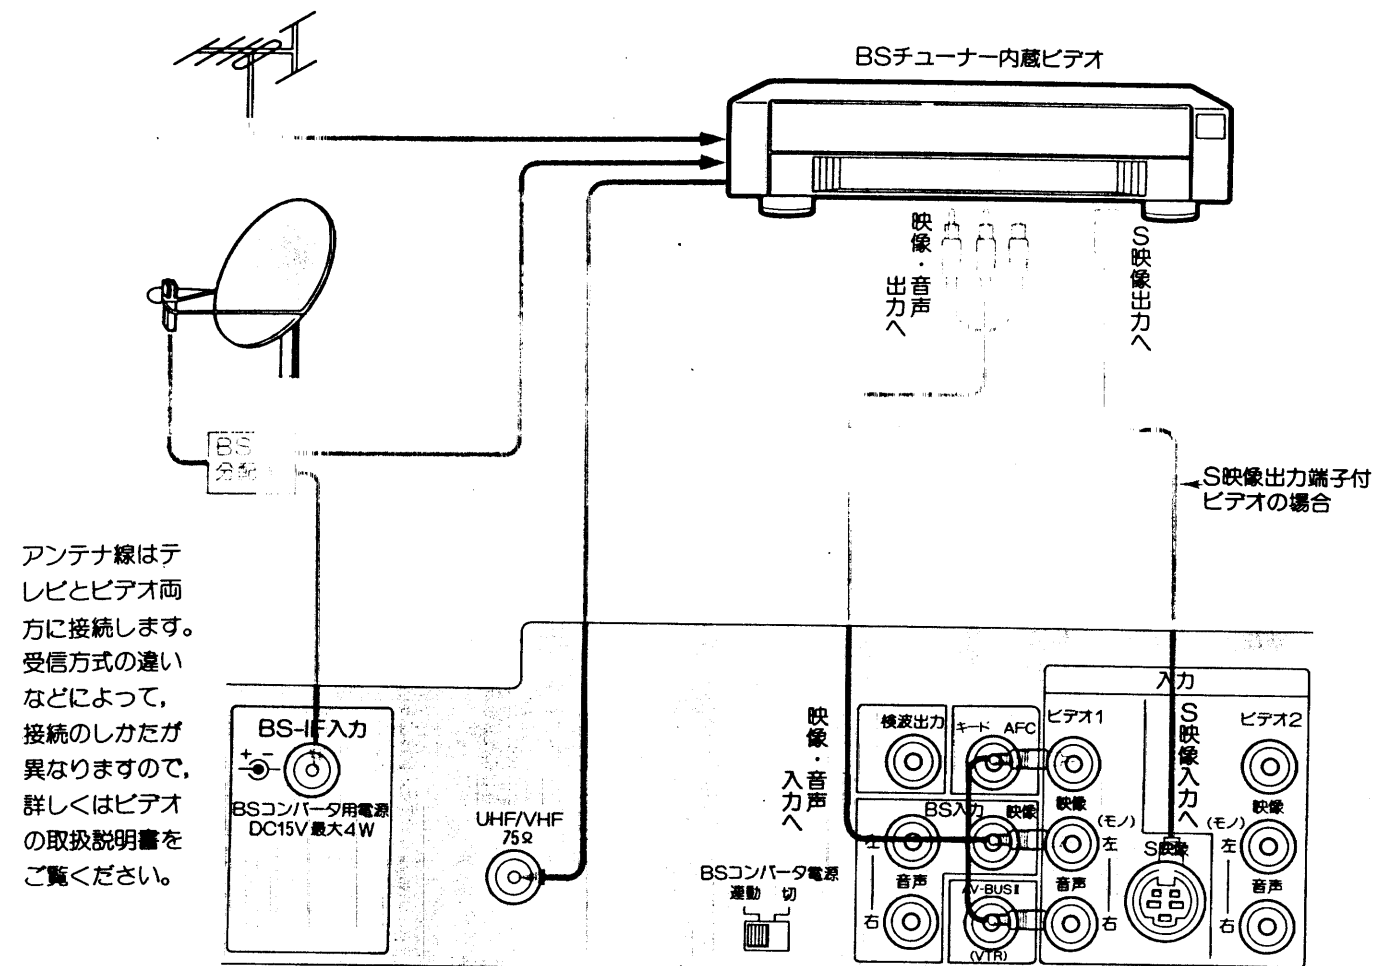 BSチューナー内蔵ビデオ
映像・音声
出力へ
S映像出力へ
BS
分配
S映像出力端子付
ビデオの場合
アンテナ線はテ
レビとビデオ両
方に接続します。
受信方式の違い
などによって,
接続のしかたが
異なりますので,
詳しくはビデオ
の取扱説明書を
ご覧ください。
BS-IF入力
+ -
BSコンバータ用電源
DC15V最大4W
UHF/VHF
75Ω
BSコンバータ電源
連動 切
映像・音声
入力へ
検波出力
キード AFC
BS入力
映像
左
音声
右
AV-BUSⅡ
(VTR)
入力
ビデオ1
映像
(モノ)
左
音声
右
S映像入力へ
S映像
ビデオ2
映像
(モノ)
左
音声
右